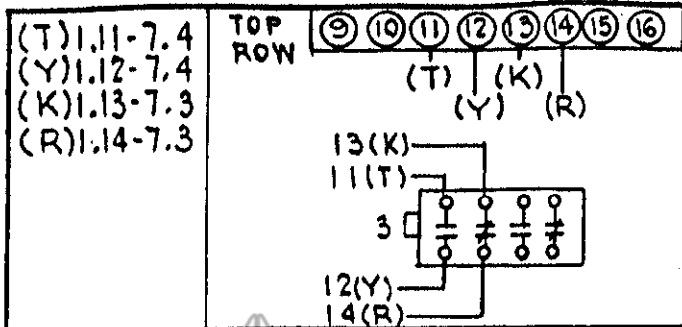 (T)1.11-7.4
(Y)1.12-7.4
(K)1.13-7.3
(R)1.14-7.3
TOP ROW
9 10 11 12 13 14 15 16
(T) (K)
(Y) (R)
13(K)
11(T)
3
12(Y)
14(R)